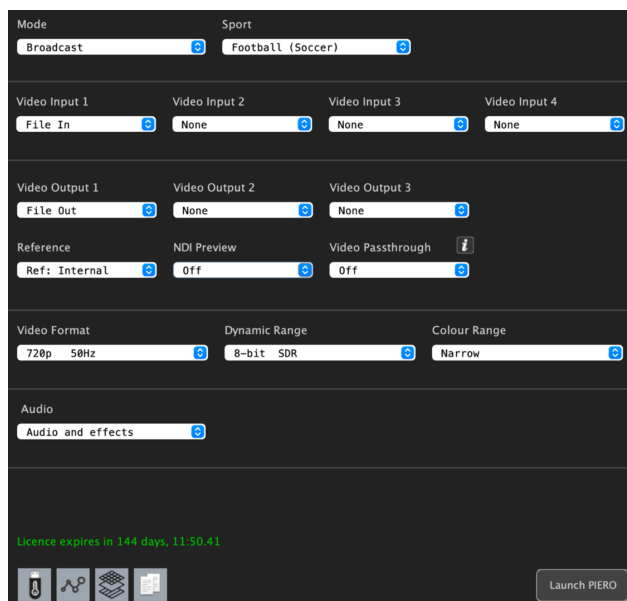 Mode Sport
Broadcast Football (Soccer)
Video Input 1 Video Input 2 Video Input 3 Video Input 4
File In None None None
Video Output 1 Video Output 2 Video Output 3
File Out None None
Reference NDI Preview Video Passthrough i
Ref: Internal Off Off
Video Format Dynamic Range Colour Range
720p 50Hz 8-bit SDR Narrow
Audio
Audio and effects
Licence expires in 144 days, 11:50.41
Launch PIERO